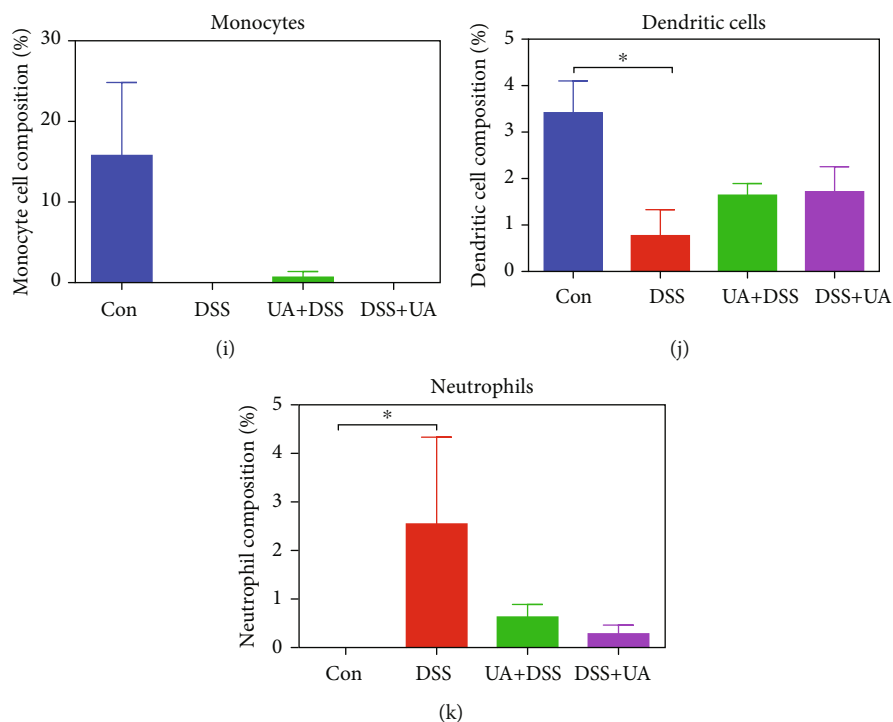 Monocytes
Monocyte cell composition (%)
30
20
10
0
Con DSS UA+DSS DSS+UA
(i)
Dendritic cells
Dendritic cell composition (%)
5
4
3
2
1
0
*
Con DSS UA+DSS DSS+UA
(j)
Neutrophils
Neutrophil composition (%)
5
4
3
2
1
0
*
Con DSS UA+DSS DSS+UA
(k)